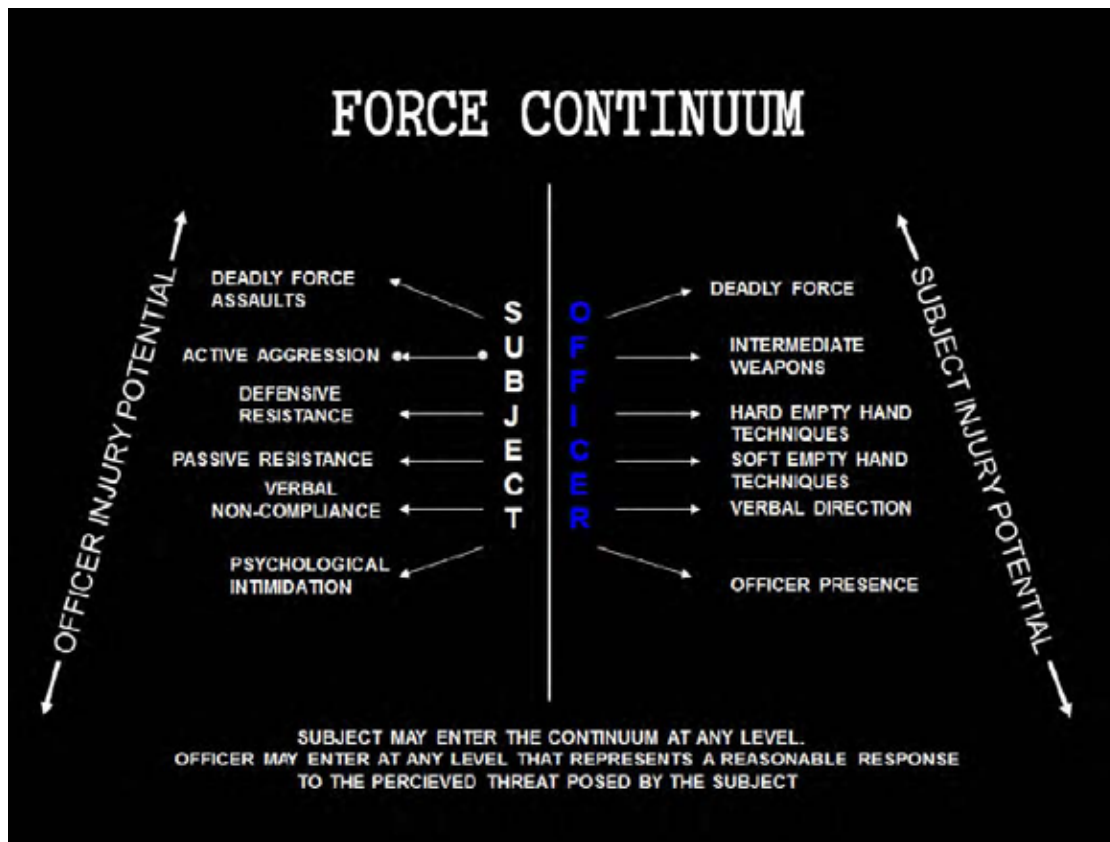 FORCE CONTINUUM
OFFICER INJURY POTENTIAL
DEADLY FORCE
ASSAULTS
ACTIVE AGGRESSION
DEFENSIVE
RESISTANCE
PASSIVE RESISTANCE
VERBAL
NON-COMPLIANCE
PSYCHOLOGICAL
INTIMIDATION
SUBJECT
OFFICER
DEADLY FORCE
INTERMEDIATE
WEAPONS
HARD EMPTY HAND
TECHNIQUES
SOFT EMPTY HAND
TECHNIQUES
VERBAL DIRECTION
OFFICER PRESENCE
SUBJECT INJURY POTENTIAL
SUBJECT MAY ENTER THE CONTINUUM AT ANY LEVEL.
OFFICER MAY ENTER AT ANY LEVEL THAT REPRESENTS A REASONABLE RESPONSE
TO THE PERCIEVED THREAT POSED BY THE SUBJECT